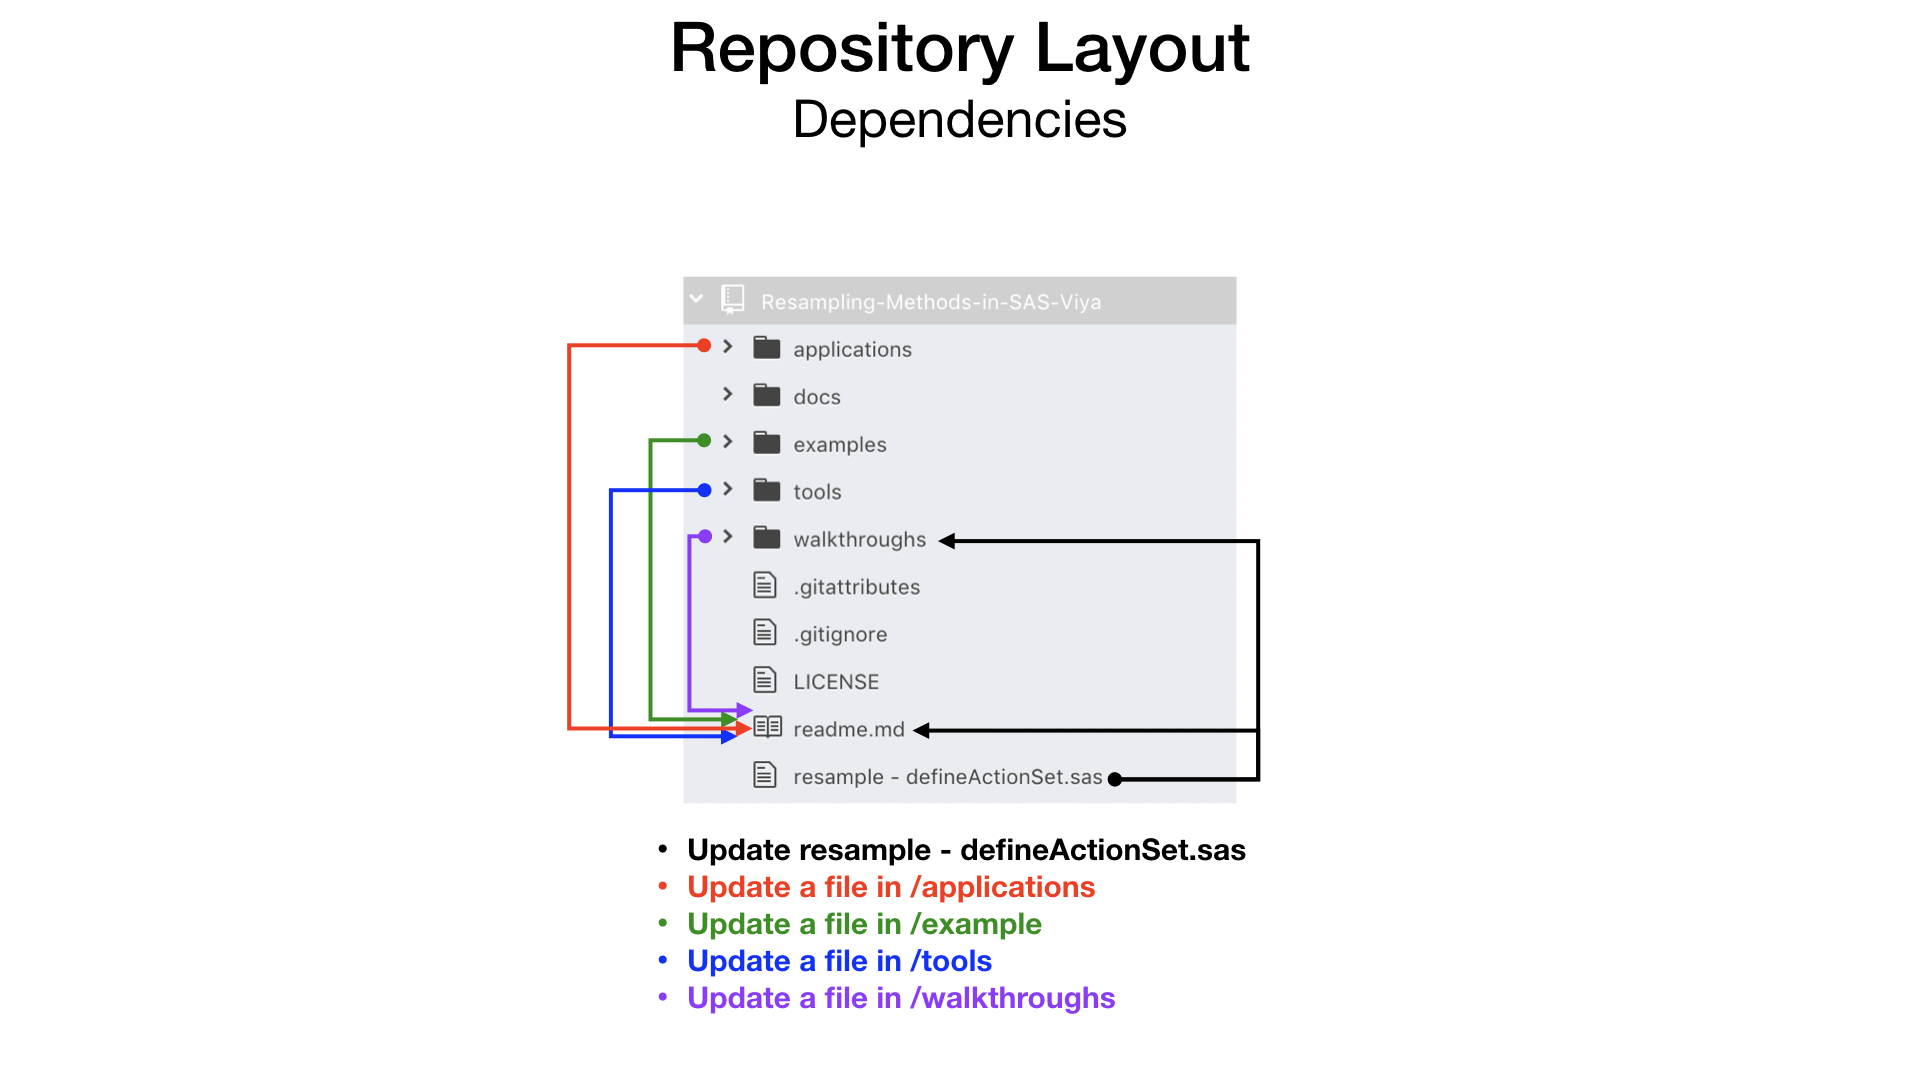 Repository Layout
Dependencies
Resampling-Methods-in-SAS-Viya
applications
docs
examples
tools
walkthroughs
.gitattributes
.gitignore
LICENSE
readme.md
resample - defineActionSet.sas
• Update resample - defineActionSet.sas
• Update a file in /applications
• Update a file in /example
• Update a file in /tools
• Update a file in /walkthroughs